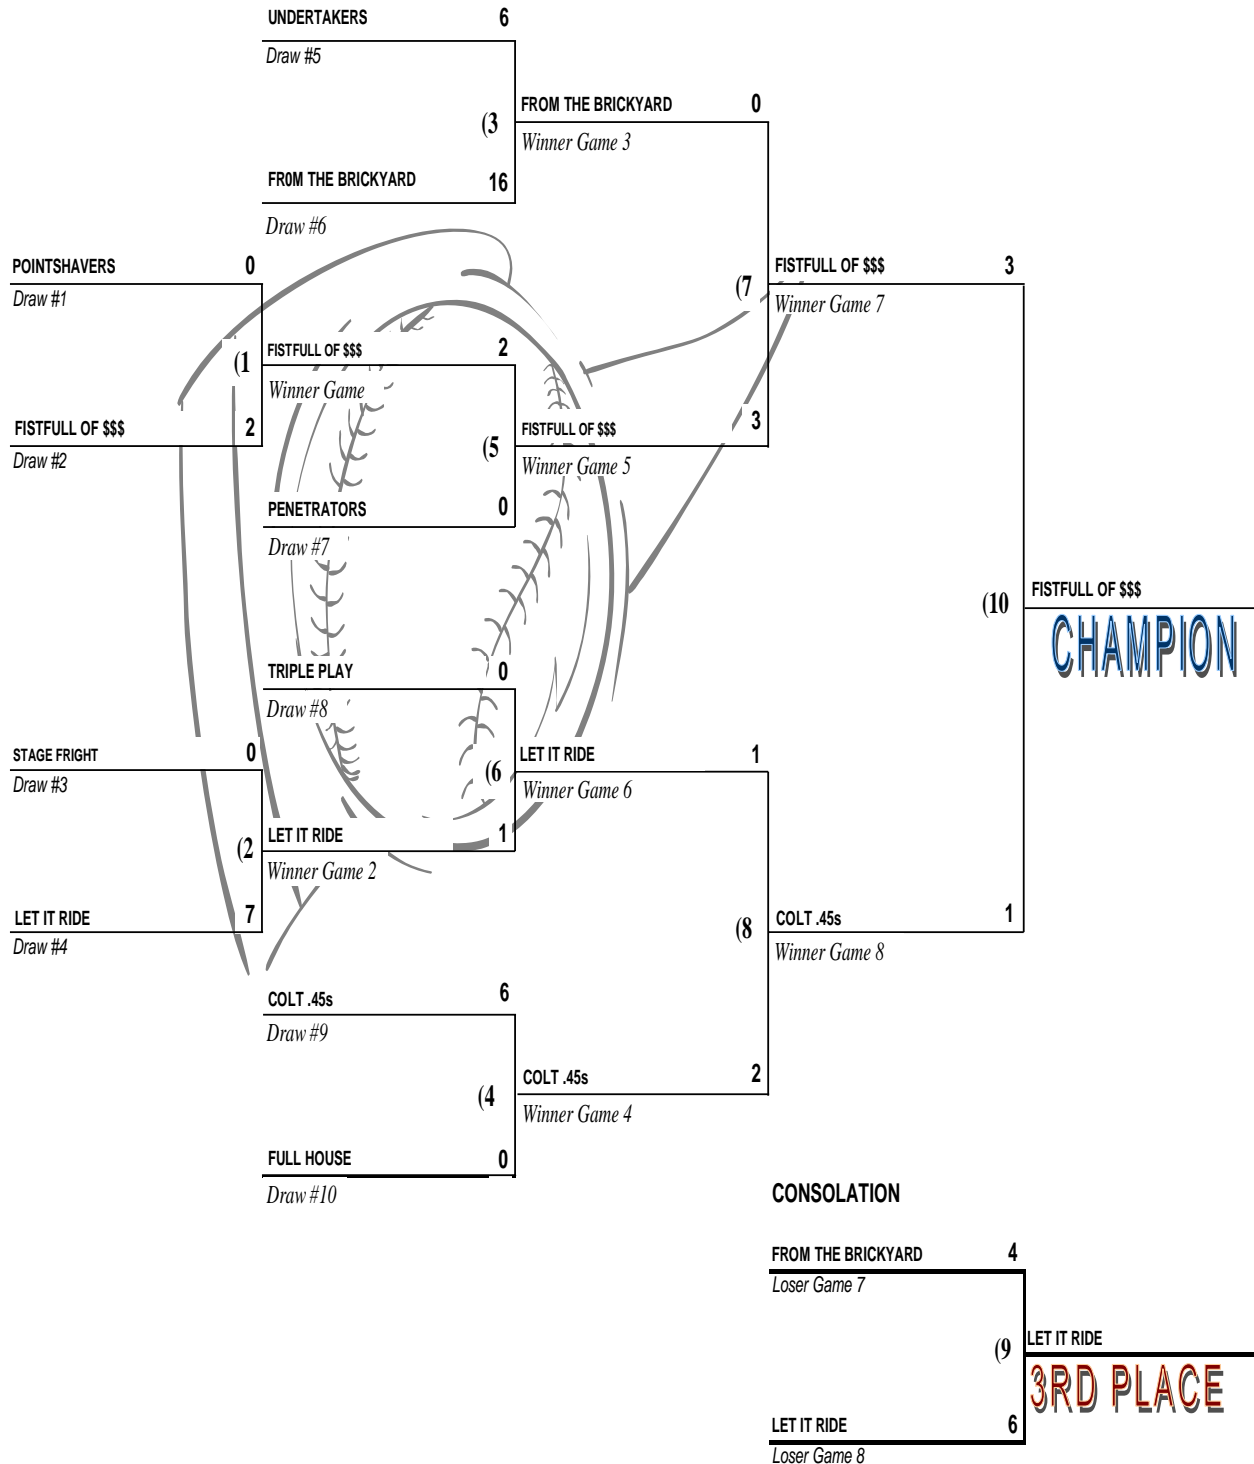 UNDERTAKERS 6
Draw #5
FROM THE BRICKYARD 0
(3
Winner Game 3
FR0M THE BRICKYARD 16
Draw #6
POINTSHAVERS 0
FISTFULL OF $$$ 3
Draw #1
(7
Winner Game 7
(1
FISTFULL OF $$$ 2
Winner Game
FISTFULL OF $$$ 2
FISTFULL OF $$$ 3
Draw #2
(5
Winner Game 5
PENETRATORS 0
Draw #7
FISTFULL OF $$$
(10
CHAMPION
TRIPLE PLAY 0
Draw #8
STAGE FRIGHT 0
LET IT RIDE 1
Draw #3
(6
Winner Game 6
LET IT RIDE 1
(2
Winner Game 2
LET IT RIDE 7
COLT .45s 1
Draw #4
(8
Winner Game 8
COLT .45s 6
Draw #9
COLT .45s 2
(4
Winner Game 4
FULL HOUSE 0
Draw #10
CONSOLATION
FROM THE BRICKYARD 4
Loser Game 7
LET IT RIDE
(9
3RD PLACE
LET IT RIDE 6
Loser Game 8